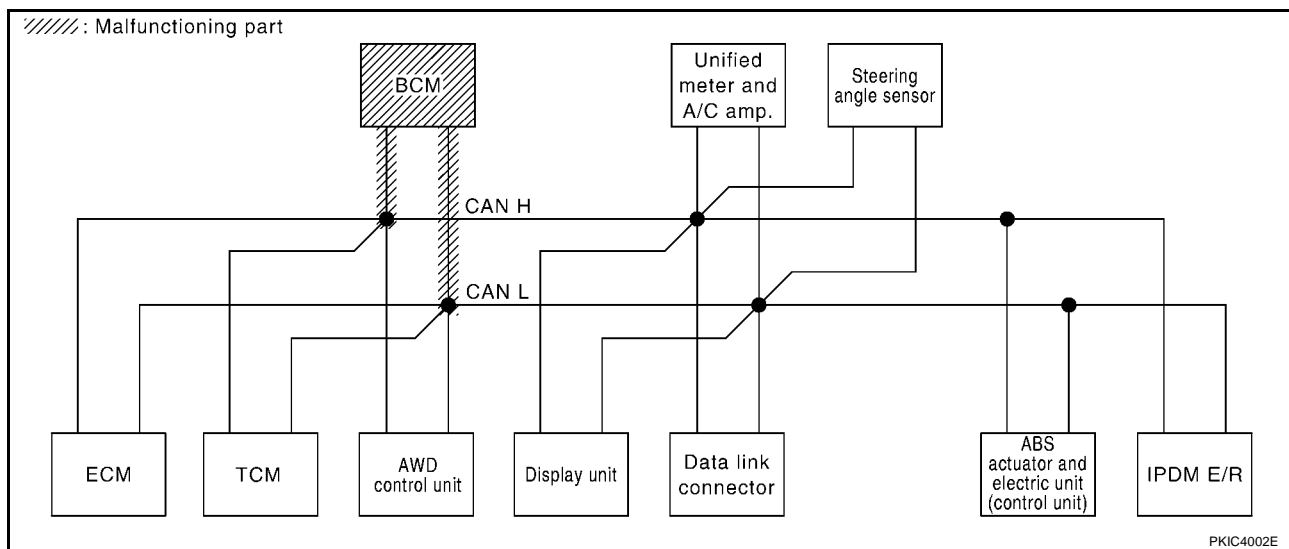 : Malfunctioning part
BCM
Unified
meter and
A/C amp.
Steering
angle sensor
CAN H
CAN L
ECM
TCM
AWD
control unit
Display unit
Data link
connector
ABS
actuator and
electric unit
(control unit)
IPDM E/R
PKIC4002E